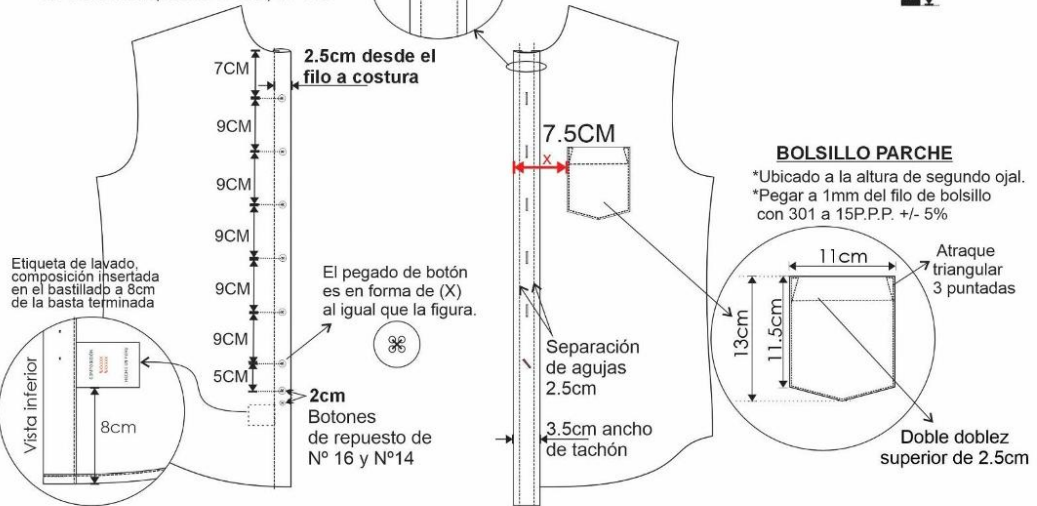 7CM
9CM
9CM
9CM
9CM
9CM
5CM
2.5cm desde el
filo a costura
El pegado de botón
es en forma de (X)
al igual que la figura.
2cm
Botones
de repuesto de
Nº 16 y Nº14
Etiqueta de lavado,
composición insertada
en el bastillado a 8cm
de la basta terminada
Vista inferior
8cm
7.5CM
X
Separación
de agujas
2.5cm
3.5cm ancho
de tachón
BOLSILLO PARCHE
*Ubicado a la altura de segundo ojal.
*Pegar a 1mm del filo de bolsillo
con 301 a 15P.P.P. +/- 5%
11cm
13cm
11.5cm
Atraque
triangular
3 puntadas
Doble doblez
superior de 2.5cm